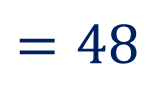 = 48